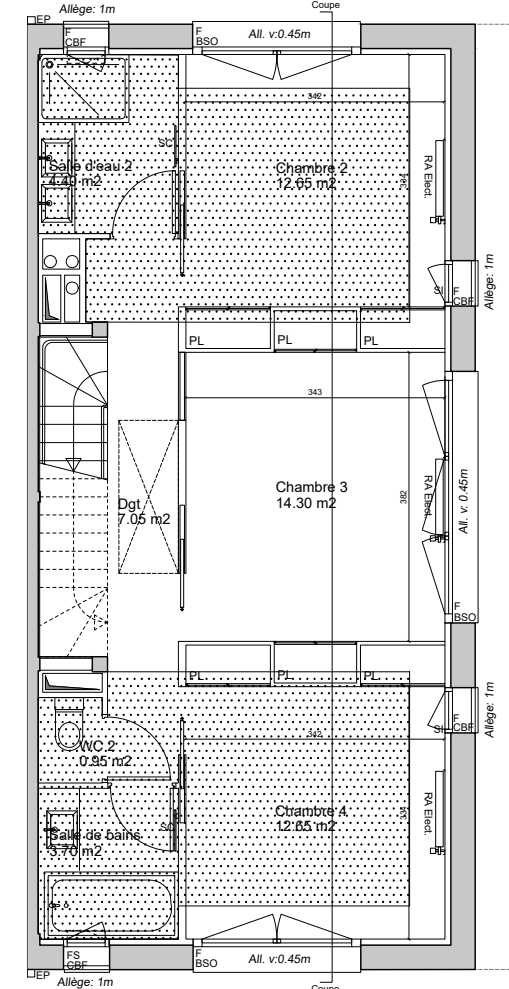 Coupe
Allège: 1m
EP
F
CBF
F
BSO
All. v:0.45m
342
SC
Salle d'eau 2
4.40 m2
Chambre 2
12.65 m2
RA Elect.
SI
F
CBF
Allège: 1m
PL
PL
PL
343
Chambre 3
14.30 m2
382
RA Elect.
All. v: 0.45m
Dgt
7.05 m2
F
BSO
PL
PL
PL
SI
F
CBF
Allège: 1m
342
WC 2
0.95 m2
Chambre 4
12.65 m2
334
RA Elect.
SC
Salle de bains
3.70 m2
FS
CBF
F
BSO
All. v:0.45m
EP
Allège: 1m
Coupe